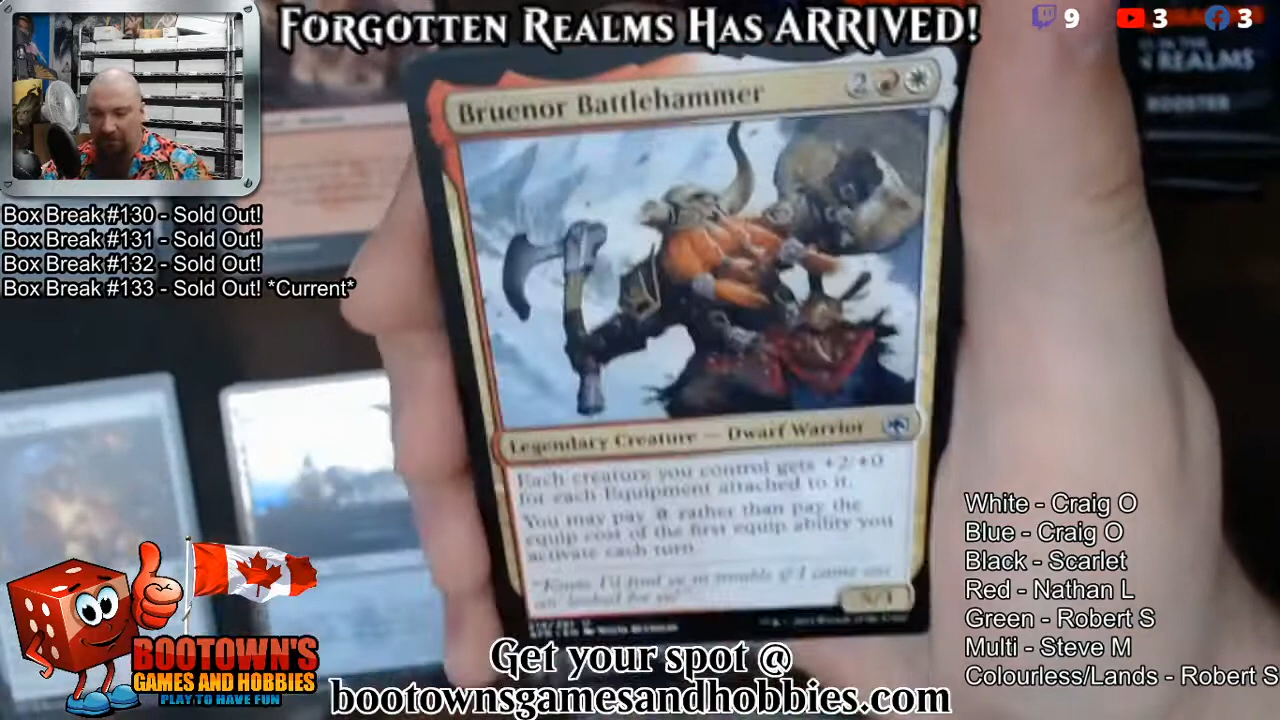 FORGOTTEN REALMS HAS ARRIVED!
9 3 3
REALMS
BOOSTER
Bruenor Battlehammer 2
Box Break #130 - Sold Out!
Box Break #131 - Sold Out!
Box Break #132 - Sold Out!
Box Break #133 - Sold Out! *Current*
Legendary Creature — Dwarf Warrior
Each creature you control gets +2/+0
for each Equipment attached to it.
You may pay 0 rather than pay the
equip cost of the first equip ability you
activate each turn.
White - Craig O
Blue - Craig O
Black - Scarlet
Red - Nathan L
Green - Robert S
Multi - Steve M
Colourless/Lands - Robert S
BOOTOWN'S
GAMES AND HOBBIES
PLAY TO HAVE FUN
Get your spot @
bootownsgamesandhobbies.com